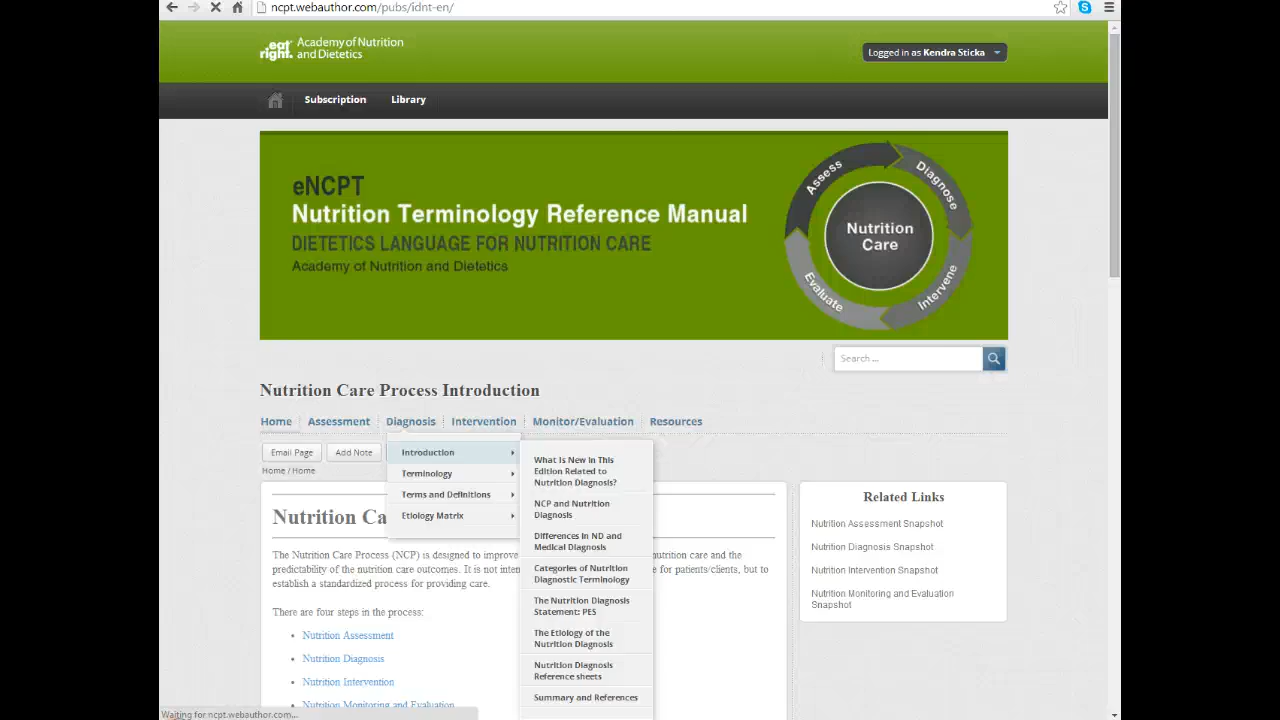 ncpt.webauthor.com/pubs/idnt-en/
eat right. Academy of Nutrition
and Dietetics
Logged in as Kendra Sticka
Subscription Library
eNCPT
Nutrition Terminology Reference Manual
DIETETICS LANGUAGE FOR NUTRITION CARE
Academy of Nutrition and Dietetics
Assess
Diagnose
Intervene
Evaluate
Nutrition
Care
Search ...
Nutrition Care Process Introduction
Home Assessment Diagnosis Intervention Monitor/Evaluation Resources
Email Page Add Note
Home / Home
Introduction
Terminology
Terms and Definitions
Etiology Matrix
What Is New In This
Edition Related to
Nutrition Diagnosis?
NCP and Nutrition
Diagnosis
Differences in ND and
Medical Diagnosis
Categories of Nutrition
Diagnostic Terminology
The Nutrition Diagnosis
Statement: PES
The Etiology of the
Nutrition Diagnosis
Nutrition Diagnosis
Reference sheets
Summary and References
Nutrition Ca
The Nutrition Care Process (NCP) is designed to improve nutrition care and the
predictability of the nutrition care outcomes. It is not inten e for patients/clients, but to
establish a standardized process for providing care.
There are four steps in the process:
Nutrition Assessment
Nutrition Diagnosis
Nutrition Intervention
Nutrition Monitoring and Evaluation
Related Links
Nutrition Assessment Snapshot
Nutrition Diagnosis Snapshot
Nutrition Intervention Snapshot
Nutrition Monitoring and Evaluation
Snapshot
Waiting for ncpt.webauthor.com...